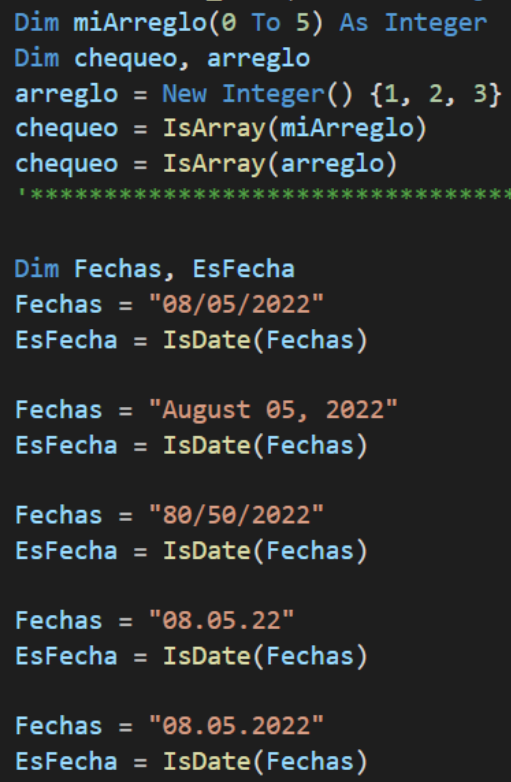 Dim miArreglo(0 To 5) As Integer
Dim chequeo, arreglo
arreglo = New Integer() {1, 2, 3}
chequeo = IsArray(miArreglo)
chequeo = IsArray(arreglo)
'*********************************
Dim Fechas, EsFecha
Fechas = "08/05/2022"
EsFecha = IsDate(Fechas)
Fechas = "August 05, 2022"
EsFecha = IsDate(Fechas)
Fechas = "80/50/2022"
EsFecha = IsDate(Fechas)
Fechas = "08.05.22"
EsFecha = IsDate(Fechas)
Fechas = "08.05.2022"
EsFecha = IsDate(Fechas)